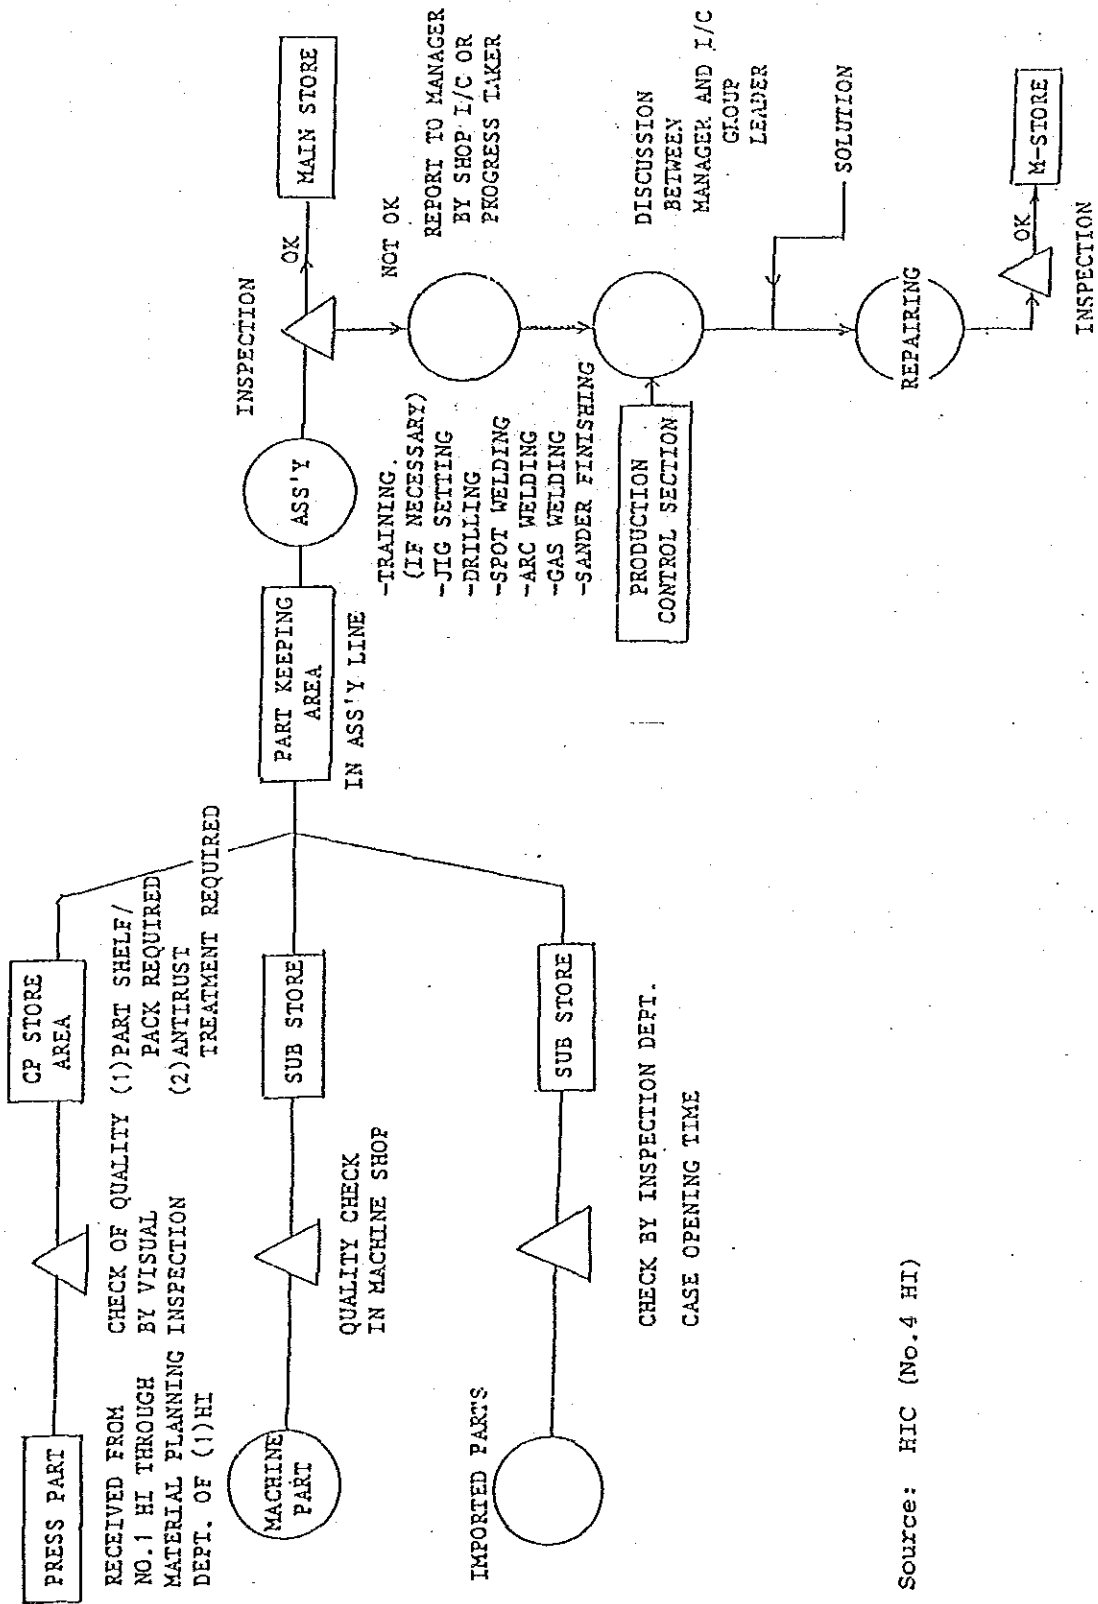 PRESS PART
RECEIVED FROM
NO.1 HI THROUGH
MATERIAL PLANNING
DEPT. OF (1)HI
CHECK OF QUALITY
BY VISUAL
INSPECTION
CP STORE
AREA
(1)PART SHELF/
PACK REQUIRED
(2)ANTIRUST
TREATMENT REQUIRED
MACHINE
PART
QUALITY CHECK
IN MACHINE SHOP
SUB STORE
IMPORTED PARTS
CHECK BY INSPECTION DEPT.
CASE OPENING TIME
SUB STORE
PART KEEPING
AREA
IN ASS'Y LINE
ASS'Y
-TRAINING.
(IF NECESSARY)
-JIG SETTING
-DRILLING
-SPOT WELDING
-ARC WELDING
-GAS WELDING
-SANDER FINISHING
INSPECTION
OK
MAIN STORE
NOT OK
REPORT TO MANAGER
BY SHOP I/C OR
PROGRESS TAKER
PRODUCTION
CONTROL SECTION
DISCUSSION
BETWEEN
MANAGER AND I/C
GLOUP
LEADER
SOLUTION
REPAIRING
INSPECTION
OK
M-STORE
Source: HIC (No.4 HI)